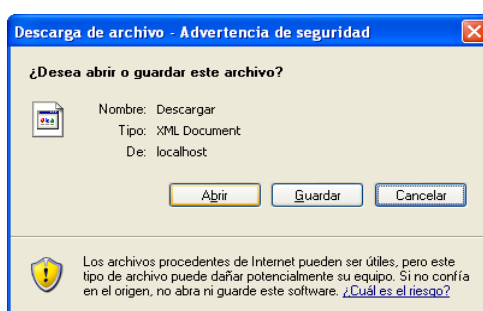 Descarga de archivo - Advertencia de seguridad
¿Desea abrir o guardar este archivo?
Nombre: Descargar
Tipo: XML Document
De: localhost
Abrir Guardar Cancelar
Los archivos procedentes de Internet pueden ser útiles, pero este
tipo de archivo puede dañar potencialmente su equipo. Si no confía
en el origen, no abra ni guarde este software. ¿Cuál es el riesgo?